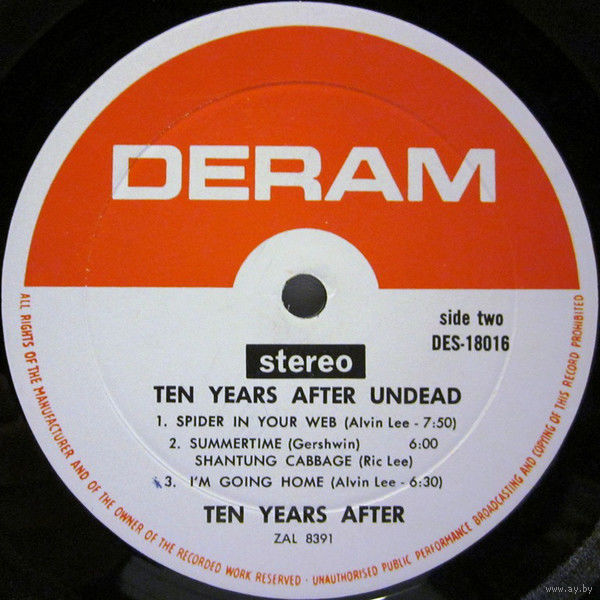 DERAM
side two
DES-18016
stereo
TEN YEARS AFTER UNDEAD
1. SPIDER IN YOUR WEB (Alvin Lee - 7:50)
2. SUMMERTIME (Gershwin) 6:00
SHANTUNG CABBAGE (Ric Lee)
3. I'M GOING HOME (Alvin Lee - 6:30)
TEN YEARS AFTER
ZAL 8391
ALL RIGHTS OF THE MANUFACTURER AND OF THE OWNER OF THE RECORDED WORK RESERVED · UNAUTHORISED PUBLIC PERFORMANCE BROADCASTING AND COPYING OF THIS RECORD PROHIBITED
www.ay.by